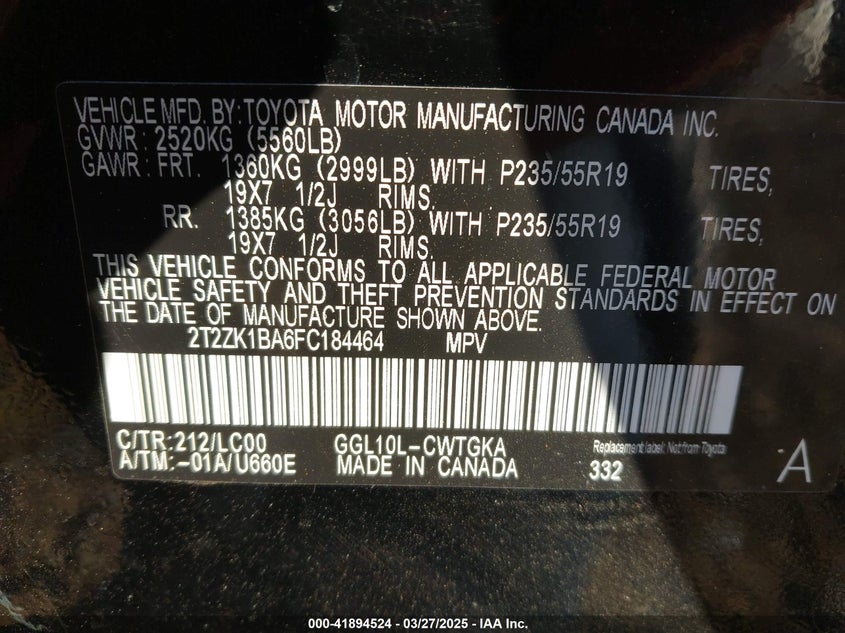 VEHICLE MFD. BY: TOYOTA MOTOR MANUFACTURING CANADA INC.
GVWR: 2520KG (5560LB)
GAWR: FRT. 1360KG (2999LB) WITH P235/55R19 TIRES,
19X7 1/2J RIMS,
RR. 1385KG (3056LB) WITH P235/55R19 TIRES,
19X7 1/2J RIMS.
THIS VEHICLE CONFORMS TO ALL APPLICABLE FEDERAL MOTOR
VEHICLE SAFETY AND THEFT PREVENTION STANDARDS IN EFFECT ON
THE DATE OF MANUFACTURE SHOWN ABOVE.
2T2ZK1BA6FC184464 MPV
C/TR:212/LC00 GGL10L-CWTGKA Replacement label: Not from Toyota
A/TM:-01A/U660E MADE IN CANADA 332 A
000-41894524 - 03/27/2025 - IAA Inc.